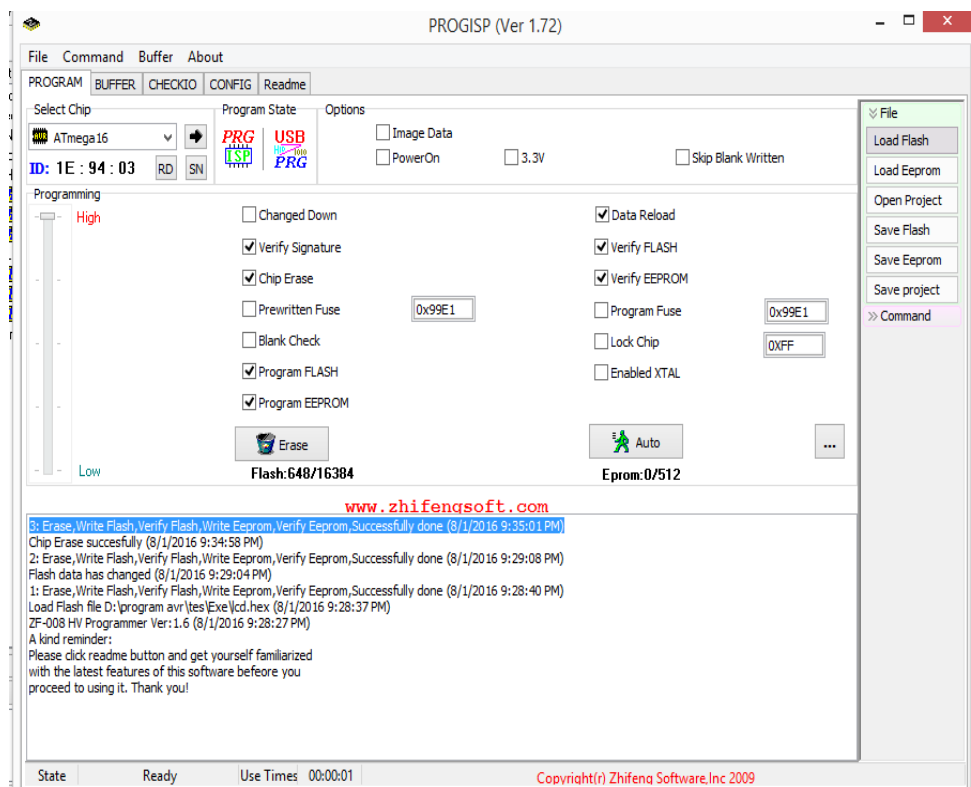 PROGISP (Ver 1.72)
File Command Buffer About
PROGRAM BUFFER CHECKIO CONFIG Readme
Select Chip
Program State
Options
ATmega16
PRG ISP
USB PRG
Image Data
PowerOn
3.3V
Skip Blank Written
ID: 1E : 94 : 03
RD
SN
Programming
High
Low
Changed Down
Verify Signature
Chip Erase
Prewritten Fuse
0x99E1
Blank Check
Program FLASH
Program EEPROM
Data Reload
Verify FLASH
Verify EEPROM
Program Fuse
0x99E1
Lock Chip
0XFF
Enabled XTAL
Erase
Auto
...
Flash:648/16384
Eprom:0/512
www.zhifengsoft.com
3: Erase,Write Flash,Verify Flash,Write Eeprom,Verify Eeprom,Successfully done (8/1/2016 9:35:01 PM)
Chip Erase succesfully (8/1/2016 9:34:58 PM)
2: Erase,Write Flash,Verify Flash,Write Eeprom,Verify Eeprom,Successfully done (8/1/2016 9:29:08 PM)
Flash data has changed (8/1/2016 9:29:04 PM)
1: Erase,Write Flash,Verify Flash,Write Eeprom,Verify Eeprom,Successfully done (8/1/2016 9:28:40 PM)
Load Flash file D:\program avr\tes\Exe\lcd.hex (8/1/2016 9:28:37 PM)
ZF-008 HV Programmer Ver:1.6 (8/1/2016 9:28:27 PM)
A kind reminder:
Please click readme button and get yourself familiarized
with the latest features of this software befeore you
proceed to using it. Thank you!
File
Load Flash
Load Eeprom
Open Project
Save Flash
Save Eeprom
Save project
Command
State
Ready
Use Times
00:00:01
Copyright(r) Zhifeng Software,Inc 2009